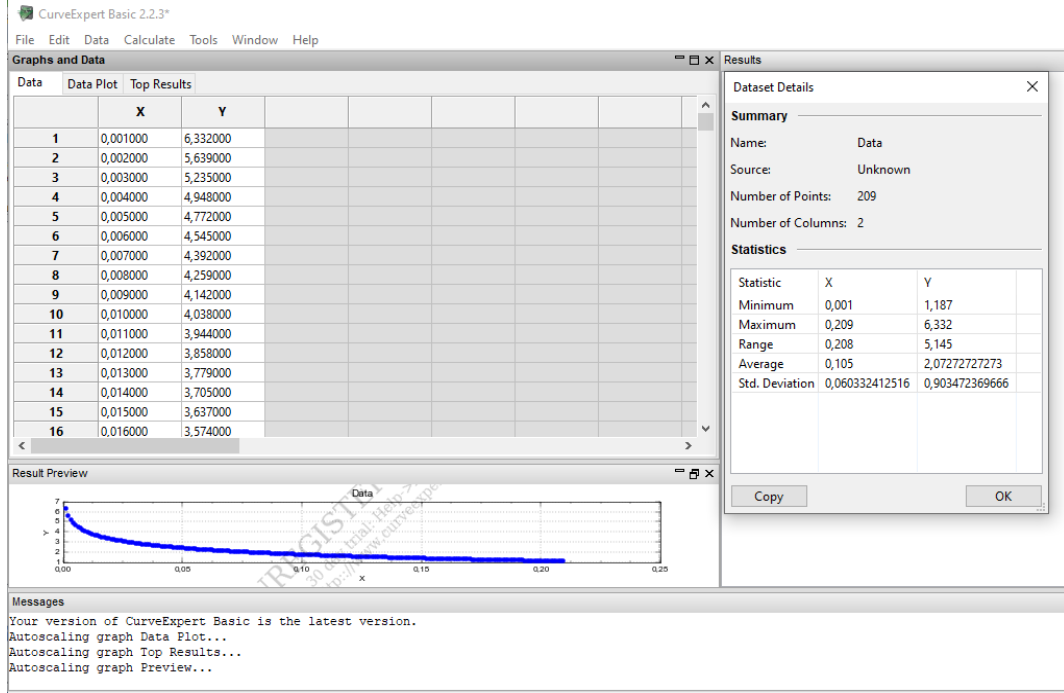 CurveExpert Basic 2.2.3*
File Edit Data Calculate Tools Window Help
Graphs and Data
Data Data Plot Top Results
X Y
1 0,001000 6,332000
2 0,002000 5,639000
3 0,003000 5,235000
4 0,004000 4,948000
5 0,005000 4,772000
6 0,006000 4,545000
7 0,007000 4,392000
8 0,008000 4,259000
9 0,009000 4,142000
10 0,010000 4,038000
11 0,011000 3,944000
12 0,012000 3,858000
13 0,013000 3,779000
14 0,014000 3,705000
15 0,015000 3,637000
16 0,016000 3,574000
Results
Dataset Details
Summary
Name: Data
Source: Unknown
Number of Points: 209
Number of Columns: 2
Statistics
Statistic X Y
Minimum 0,001 1,187
Maximum 0,209 6,332
Range 0,208 5,145
Average 0,105 2,07272727273
Std. Deviation 0,060332412516 0,903472369666
Copy OK
Result Preview
Data
7
6
5
4
3
2
1
Y
0,00 0,05 0,10 0,15 0,20 0,25
X
30 day trial: Help->
Messages
Your version of CurveExpert Basic is the latest version.
Autoscaling graph Data Plot...
Autoscaling graph Top Results...
Autoscaling graph Preview...